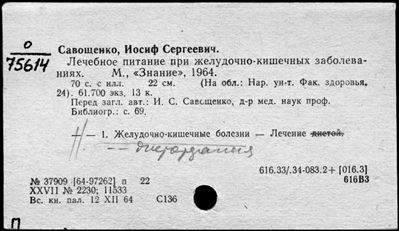 О
75614
Савощенко, Иосиф Сергеевич.
Лечебное питание при желудочно-кишечных заболева-
ниях. М., «Знание», 1964.
70 с. с илл. 22 см. (На обл.: Нар. ун-т. Фак. здоровья,
24). 61.700 экз. 13 к.
Перед загл. авт.: И. С. Савощенко, д-р мед. наук проф.
Библиогр.: с. 69.
— 1. Желудочно-кишечные болезни — Лечение диетой.
— диетотерапия
616.33/.34-083.2+[016.3]
№ 37909 [64-97262] п 22 616В3
XXVII № 2230; 11533
Вс. кн. пал. 12 XII 64 С136
П